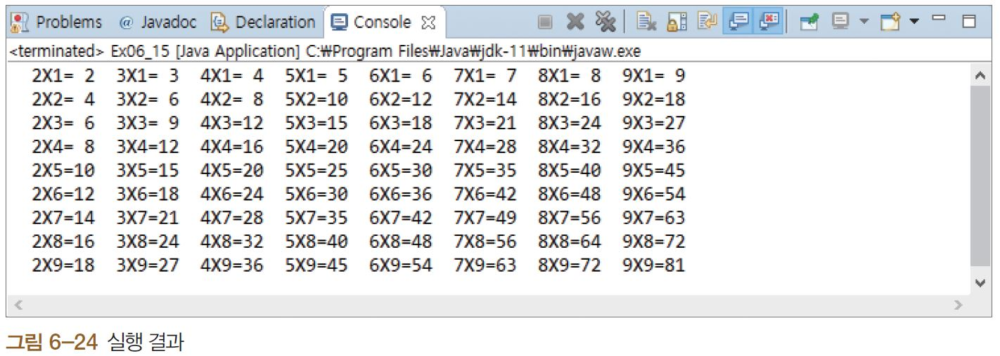 Problems @ Javadoc Declaration Console
<terminated> Ex06_15 [Java Application] C:₩Program Files₩Java₩jdk-11₩bin₩javaw.exe
2X1= 2 3X1= 3 4X1= 4 5X1= 5 6X1= 6 7X1= 7 8X1= 8 9X1= 9
2X2= 4 3X2= 6 4X2= 8 5X2=10 6X2=12 7X2=14 8X2=16 9X2=18
2X3= 6 3X3= 9 4X3=12 5X3=15 6X3=18 7X3=21 8X3=24 9X3=27
2X4= 8 3X4=12 4X4=16 5X4=20 6X4=24 7X4=28 8X4=32 9X4=36
2X5=10 3X5=15 4X5=20 5X5=25 6X5=30 7X5=35 8X5=40 9X5=45
2X6=12 3X6=18 4X6=24 5X6=30 6X6=36 7X6=42 8X6=48 9X6=54
2X7=14 3X7=21 4X7=28 5X7=35 6X7=42 7X7=49 8X7=56 9X7=63
2X8=16 3X8=24 4X8=32 5X8=40 6X8=48 7X8=56 8X8=64 9X8=72
2X9=18 3X9=27 4X9=36 5X9=45 6X9=54 7X9=63 8X9=72 9X9=81
그림 6-24 실행 결과